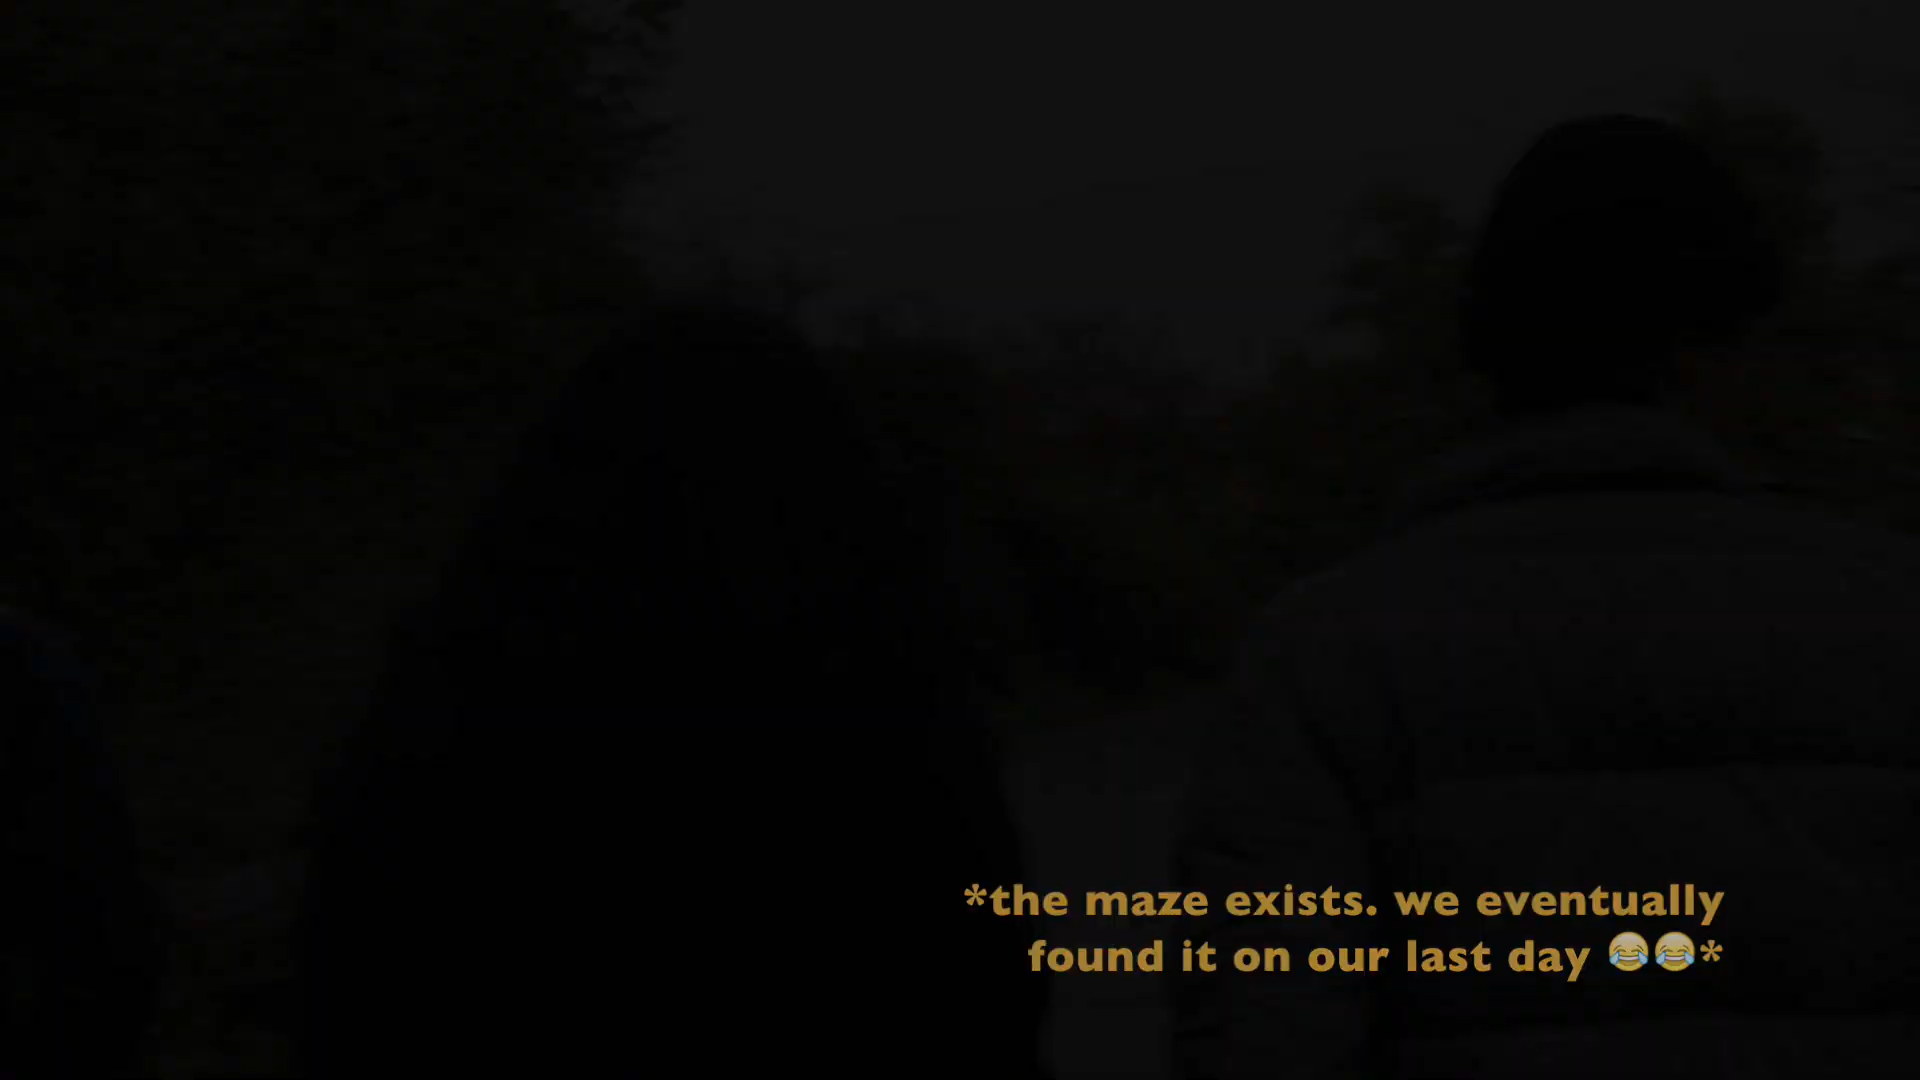 *the maze exists. we eventually
found it on our last day 😂😂*